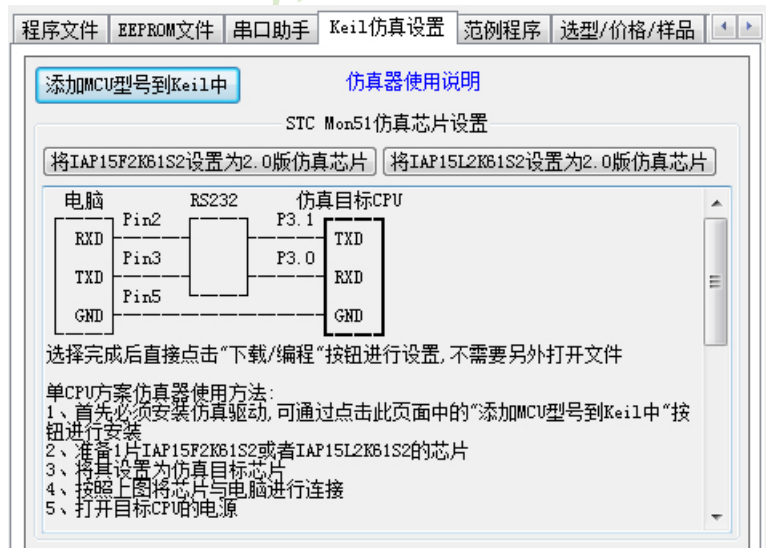 程序文件 EEPROM文件 串口助手 Keil仿真设置 范例程序 选型/价格/样品
添加MCU型号到Keil中 仿真器使用说明
STC Mon51仿真芯片设置
将IAP15F2K61S2设置为2.0版仿真芯片 将IAP15L2K61S2设置为2.0版仿真芯片
电脑 RS232 仿真目标CPU
Pin2 P3.1
RXD TXD
Pin3 P3.0
TXD RXD
Pin5
GND GND
选择完成后直接点击“下载/编程“按钮进行设置,不需要另外打开文件
单CPU方案仿真器使用方法:
1、首先必须安装仿真驱动,可通过点击此页面中的“添加MCU型号到Keil中“按
钮进行安装
2、准备1片IAP15F2K61S2或者IAP15L2K61S2的芯片
3、将其设置为仿真目标芯片
4、按照上图将芯片与电脑进行连接
5、打开目标CPU的电源